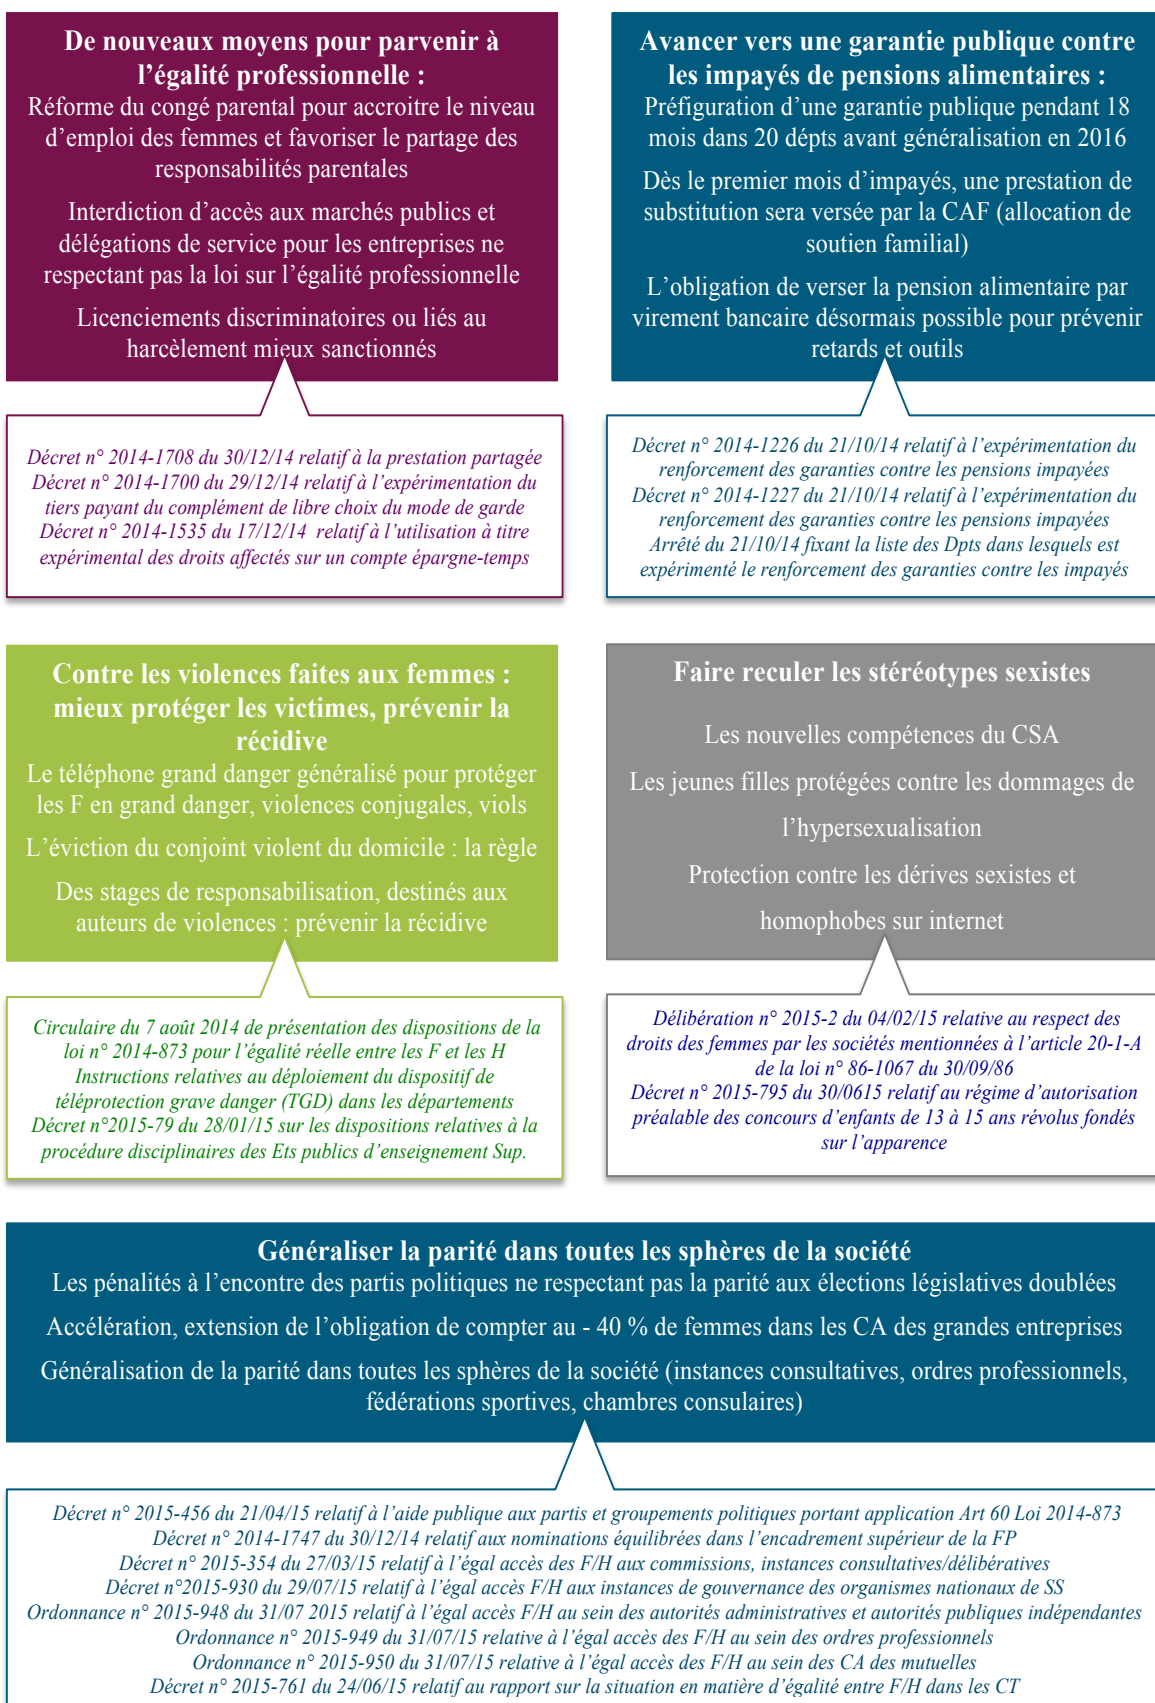 De nouveaux moyens pour parvenir à
l’égalité professionnelle :
Réforme du congé parental pour accroitre le niveau
d’emploi des femmes et favoriser le partage des
responsabilités parentales
Interdiction d’accès aux marchés publics et
délégations de service pour les entreprises ne
respectant pas la loi sur l’égalité professionnelle
Licenciements discriminatoires ou liés au
harcèlement mieux sanctionnés
Décret n° 2014-1708 du 30/12/14 relatif à la prestation partagée
Décret n° 2014-1700 du 29/12/14 relatif à l’expérimentation du
tiers payant du complément de libre choix du mode de garde
Décret n° 2014-1535 du 17/12/14 relatif à l’utilisation à titre
expérimental des droits affectés sur un compte épargne-temps
Avancer vers une garantie publique contre
les impayés de pensions alimentaires :
Préfiguration d’une garantie publique pendant 18
mois dans 20 dépts avant généralisation en 2016
Dès le premier mois d’impayés, une prestation de
substitution sera versée par la CAF (allocation de
soutien familial)
L’obligation de verser la pension alimentaire par
virement bancaire désormais possible pour prévenir
retards et outils
Décret n° 2014-1226 du 21/10/14 relatif à l’expérimentation du
renforcement des garanties contre les pensions impayées
Décret n° 2014-1227 du 21/10/14 relatif à l’expérimentation du
renforcement des garanties contre les pensions impayées
Arrêté du 21/10/14 fixant la liste des Dpts dans lesquels est
expérimenté le renforcement des garanties contre les impayés
Contre les violences faites aux femmes :
mieux protéger les victimes, prévenir la
récidive
Le téléphone grand danger généralisé pour protéger
les F en grand danger, violences conjugales, viols
L’éviction du conjoint violent du domicile : la règle
Des stages de responsabilisation, destinés aux
auteurs de violences : prévenir la récidive
Circulaire du 7 août 2014 de présentation des dispositions de la
loi n° 2014-873 pour l’égalité réelle entre les F et les H
Instructions relatives au déploiement du dispositif de
téléprotection grave danger (TGD) dans les départements
Décret n°2015-79 du 28/01/15 sur les dispositions relatives à la
procédure disciplinaires des Ets publics d’enseignement Sup.
Faire reculer les stéréotypes sexistes
Les nouvelles compétences du CSA
Les jeunes filles protégées contre les dommages de
l’hypersexualisation
Protection contre les dérives sexistes et
homophobes sur internet
Délibération n° 2015-2 du 04/02/15 relative au respect des
droits des femmes par les sociétés mentionnées à l’article 20-1-A
de la loi n° 86-1067 du 30/09/86
Décret n° 2015-795 du 30/0615 relatif au régime d’autorisation
préalable des concours d’enfants de 13 à 15 ans révolus fondés
sur l’apparence
Généraliser la parité dans toutes les sphères de la société
Les pénalités à l’encontre des partis politiques ne respectant pas la parité aux élections législatives doublées
Accélération, extension de l’obligation de compter au - 40 % de femmes dans les CA des grandes entreprises
Généralisation de la parité dans toutes les sphères de la société (instances consultatives, ordres professionnels,
fédérations sportives, chambres consulaires)
Décret n° 2015-456 du 21/04/15 relatif à l’aide publique aux partis et groupements politiques portant application Art 60 Loi 2014-873
Décret n° 2014-1747 du 30/12/14 relatif aux nominations équilibrées dans l’encadrement supérieur de la FP
Décret n° 2015-354 du 27/03/15 relatif à l’égal accès des F/H aux commissions, instances consultatives/délibératives
Décret n°2015-930 du 29/07/15 relatif à l’égal accès F/H aux instances de gouvernance des organismes nationaux de SS
Ordonnance n° 2015-948 du 31/07 2015 relatif à l’égal accès F/H au sein des autorités administratives et autorités publiques indépendantes
Ordonnance n° 2015-949 du 31/07/15 relative à l’égal accès des F/H au sein des ordres professionnels
Ordonnance n° 2015-950 du 31/07/15 relative à l’égal accès des F/H au sein des CA des mutuelles
Décret n° 2015-761 du 24/06/15 relatif au rapport sur la situation en matière d’égalité entre F/H dans les CT